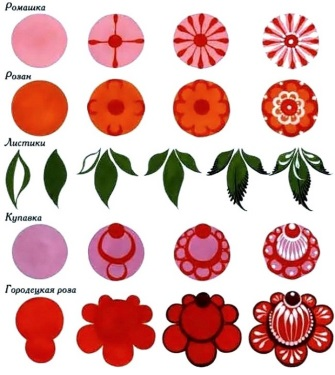 Ромашка
Розан
Листики
Купавка
Городецкая роза